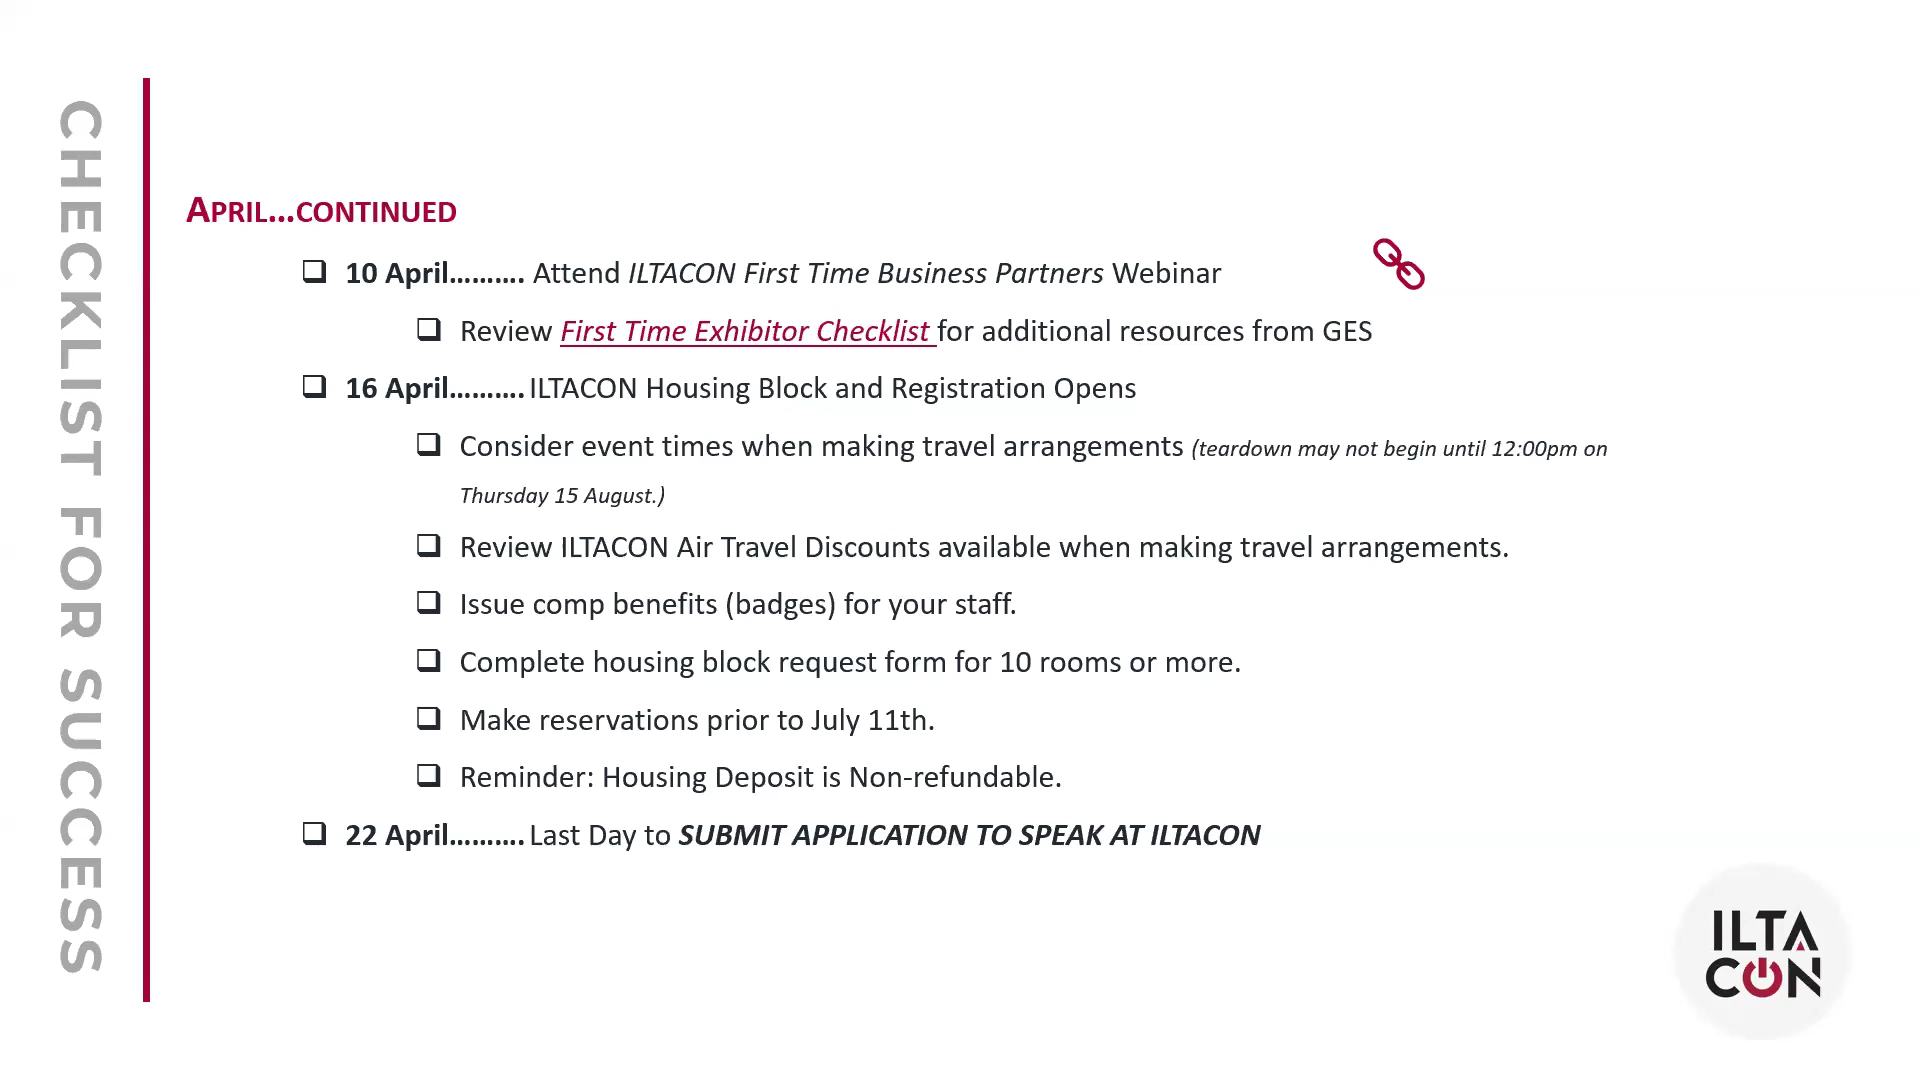 CHECKLIST FOR SUCCESS
APRIL...CONTINUED
10 April.......... Attend ILTACON First Time Business Partners Webinar
Review First Time Exhibitor Checklist for additional resources from GES
16 April.......... ILTACON Housing Block and Registration Opens
Consider event times when making travel arrangements (teardown may not begin until 12:00pm on
Thursday 15 August.)
Review ILTACON Air Travel Discounts available when making travel arrangements.
Issue comp benefits (badges) for your staff.
Complete housing block request form for 10 rooms or more.
Make reservations prior to July 11th.
Reminder: Housing Deposit is Non-refundable.
22 April.......... Last Day to SUBMIT APPLICATION TO SPEAK AT ILTACON
ILTA
CON